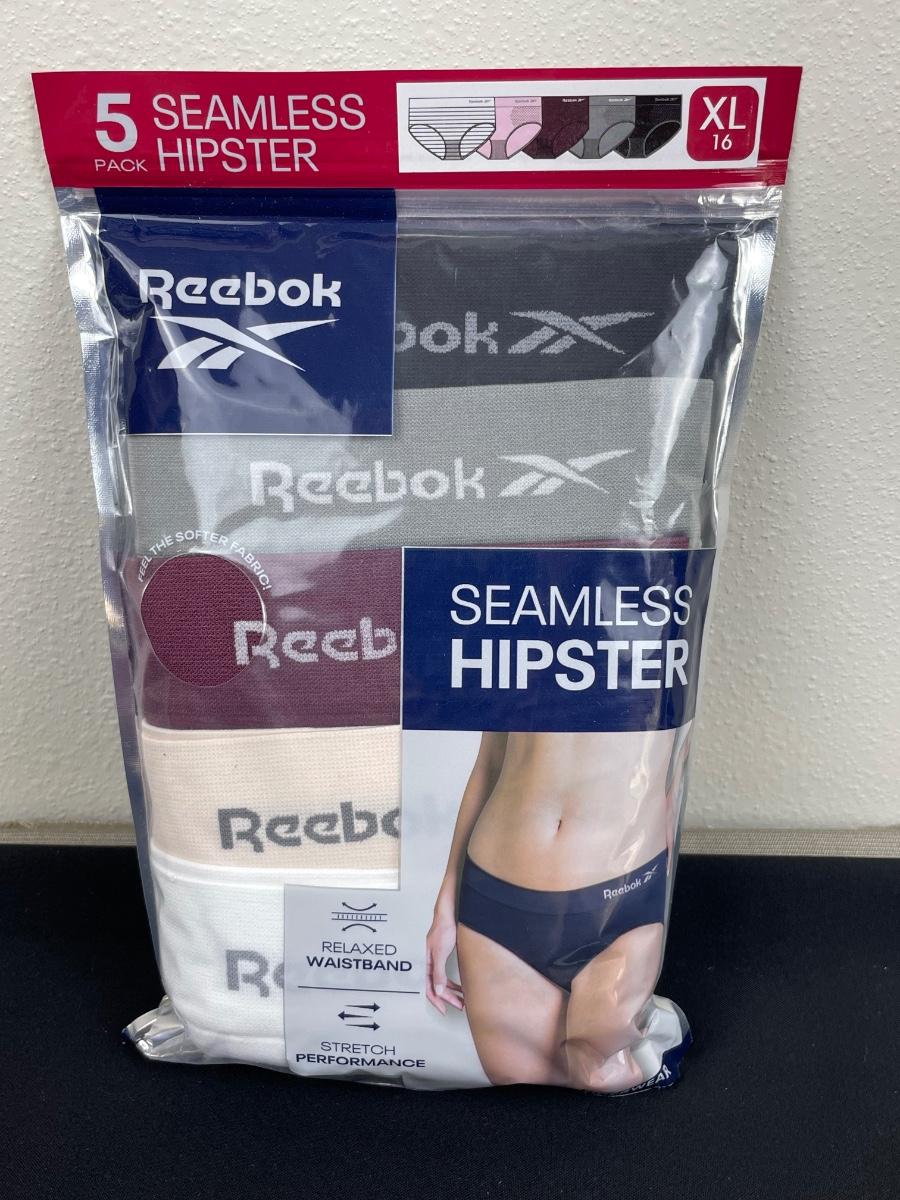 5 PACK
SEAMLESS
HIPSTER
XL
16
Reebok
ok
Reebok
FEEL THE SOFTER FABRIC!
Reeb
SEAMLESS
HIPSTER
Reebo
Reebok
RELAXED
WAISTBAND
Re
STRETCH
PERFORMANCE